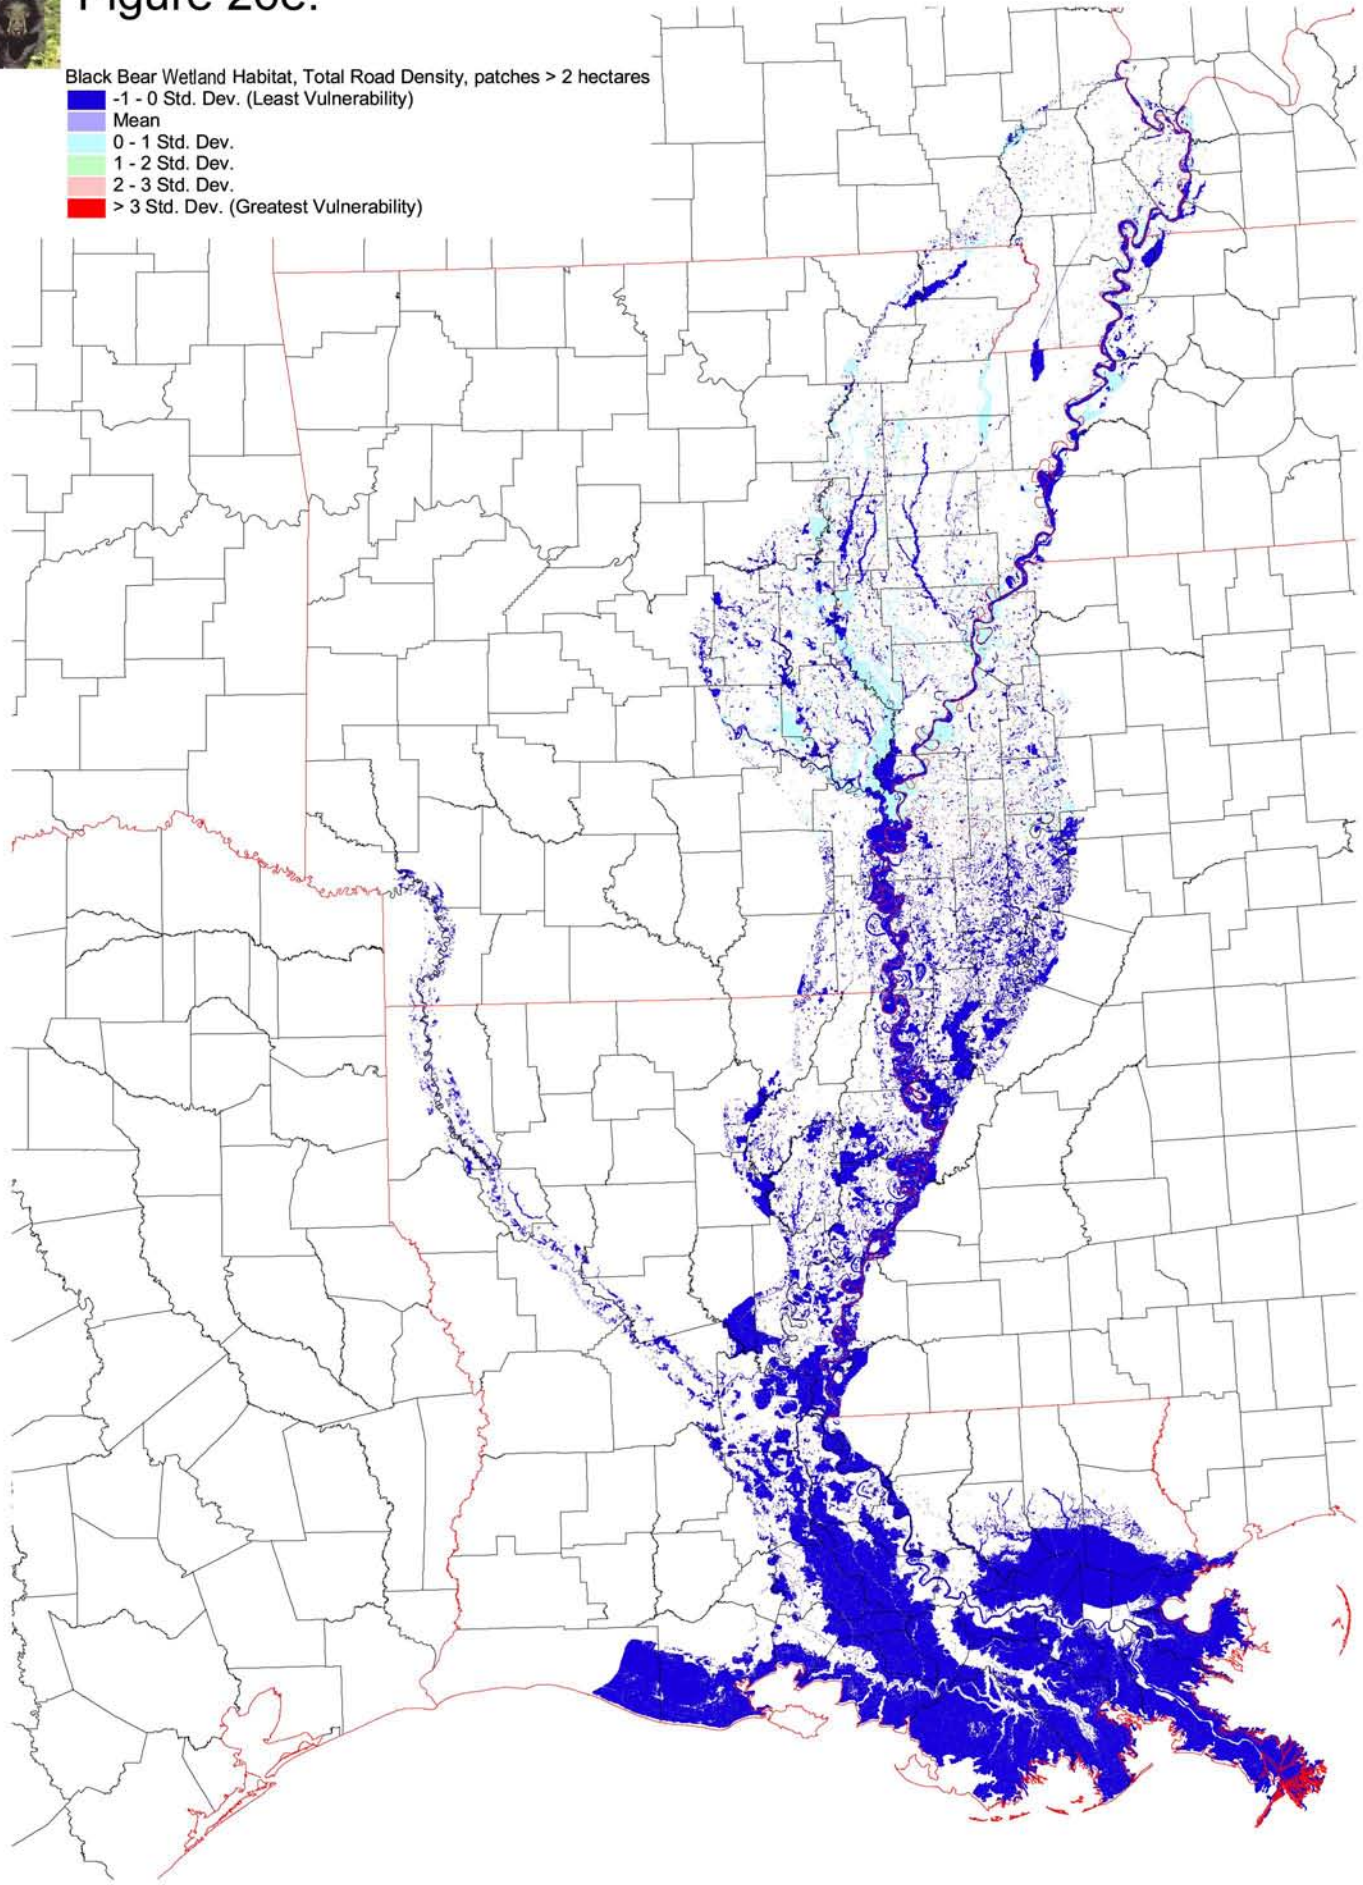 Black Bear Wetland Habitat, Total Road Density, patches > 2 hectares
-1 - 0 Std. Dev. (Least Vulnerability)
Mean
0 - 1 Std. Dev.
1 - 2 Std. Dev.
2 - 3 Std. Dev.
> 3 Std. Dev. (Greatest Vulnerability)